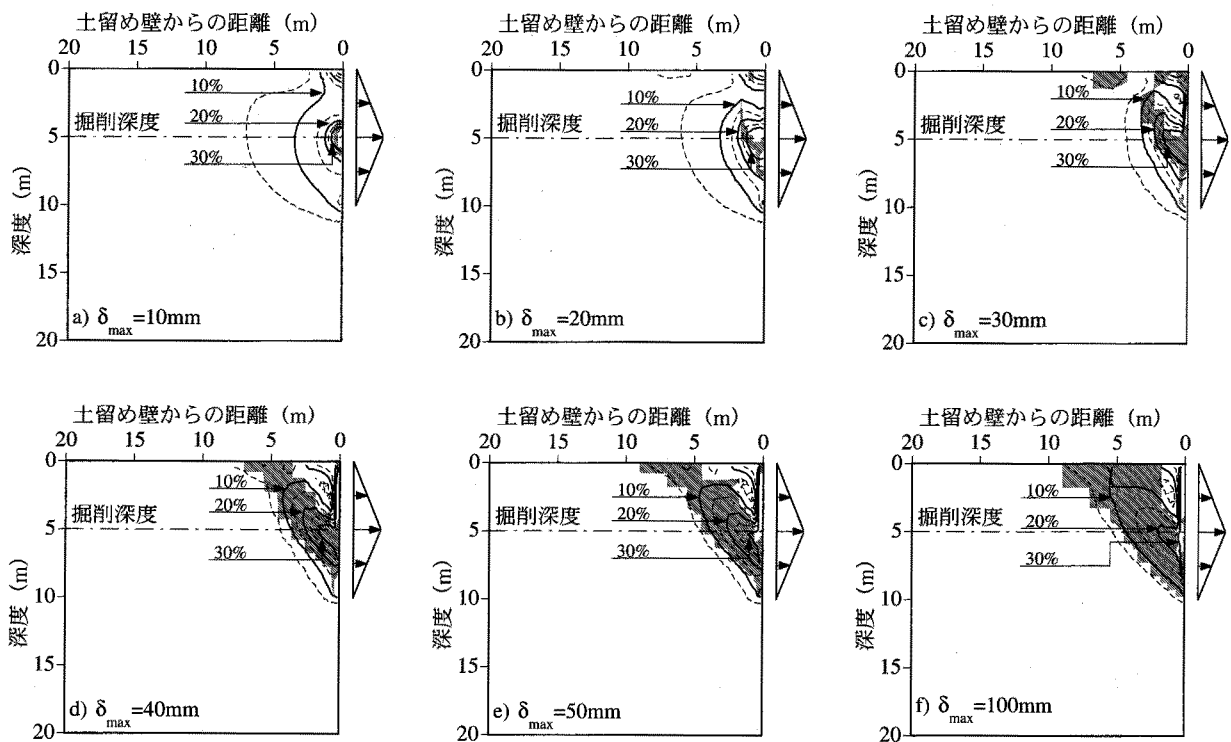 土留め壁からの距離（m）
20 15 10 5 0
0
5
10
15
20
深度（m）
掘削深度
10%
20%
30%
a) δmax=10mm
土留め壁からの距離（m）
20 15 10 5 0
0
5
10
15
20
深度（m）
掘削深度
10%
20%
30%
b) δmax=20mm
土留め壁からの距離（m）
20 15 10 5 0
0
5
10
15
20
深度（m）
掘削深度
10%
20%
30%
c) δmax=30mm
土留め壁からの距離（m）
20 15 10 5 0
0
5
10
15
20
深度（m）
掘削深度
10%
20%
30%
d) δmax=40mm
土留め壁からの距離（m）
20 15 10 5 0
0
5
10
15
20
深度（m）
掘削深度
10%
20%
30%
e) δmax=50mm
土留め壁からの距離（m）
20 15 10 5 0
0
5
10
15
20
深度（m）
掘削深度
10%
20%
30%
f) δmax=100mm